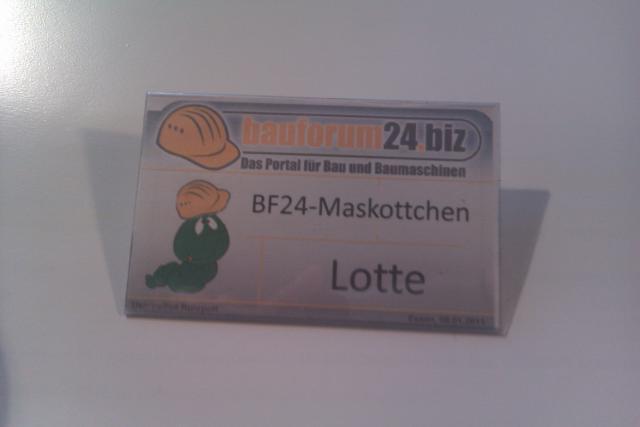 bauforum24.biz
Das Portal für Bau und Baumaschinen
BF24-Maskottchen
Lotte